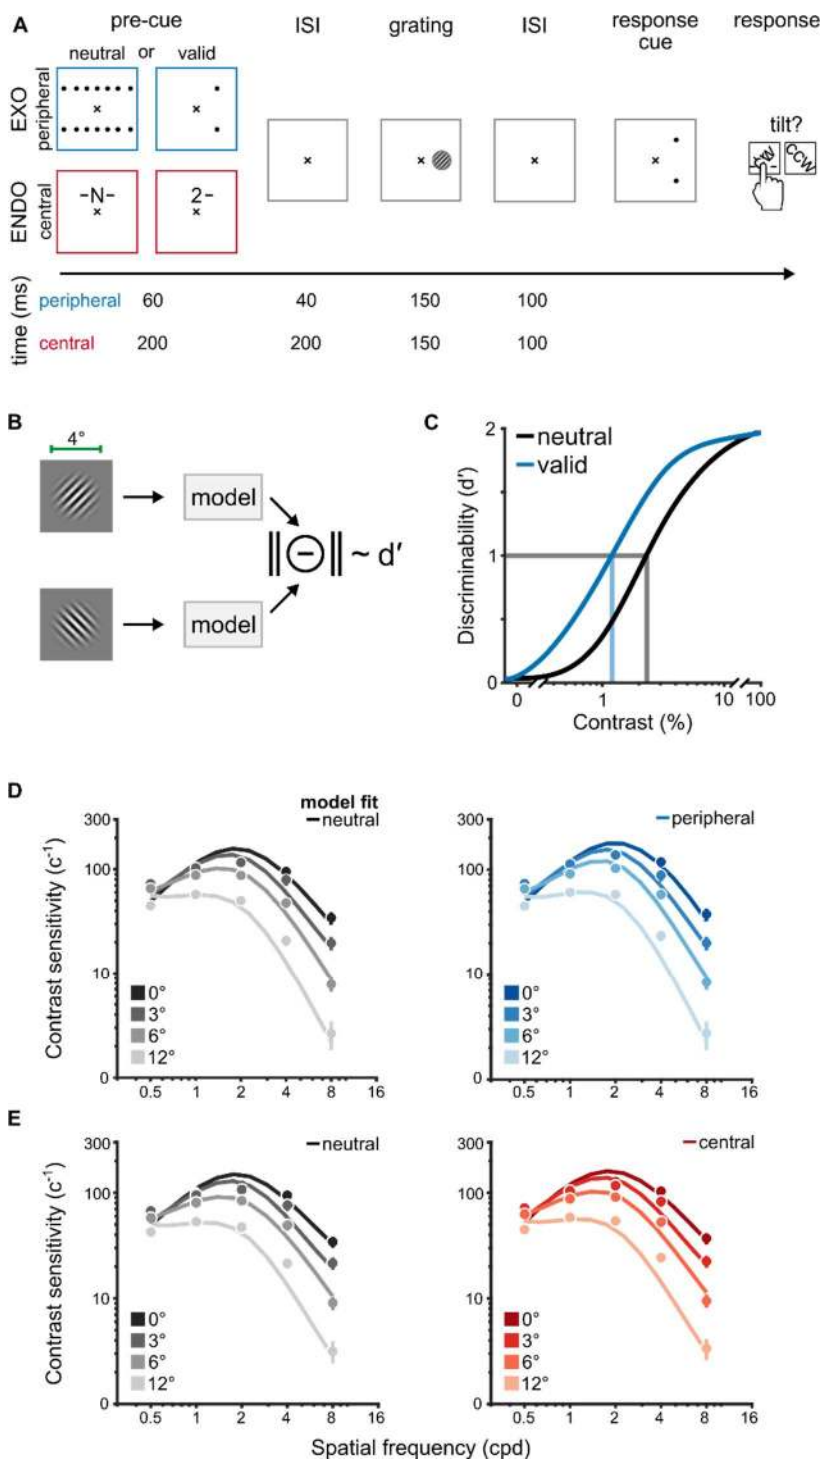 A
pre-cue ISI grating ISI response cue response
neutral or valid
EXO
peripheral
tilt?
CW CCW
ENDO
central
-N- 2-
time (ms)
peripheral 60 40 150 100
central 200 200 150 100
B
4°
model
‖⊖‖ ~ d′
model
C
2
neutral
valid
Discriminability (d′)
1
0
0 1 10 100
Contrast (%)
D
model fit
neutral
300
100
10
0
Contrast sensitivity (c⁻¹)
0°
3°
6°
12°
0.5 1 2 4 8 16
peripheral
300
100
10
0
0°
3°
6°
12°
0.5 1 2 4 8 16
E
neutral
300
100
10
0
Contrast sensitivity (c⁻¹)
0°
3°
6°
12°
0.5 1 2 4 8 16
central
300
100
10
0
0°
3°
6°
12°
0.5 1 2 4 8 16
Spatial frequency (cpd)